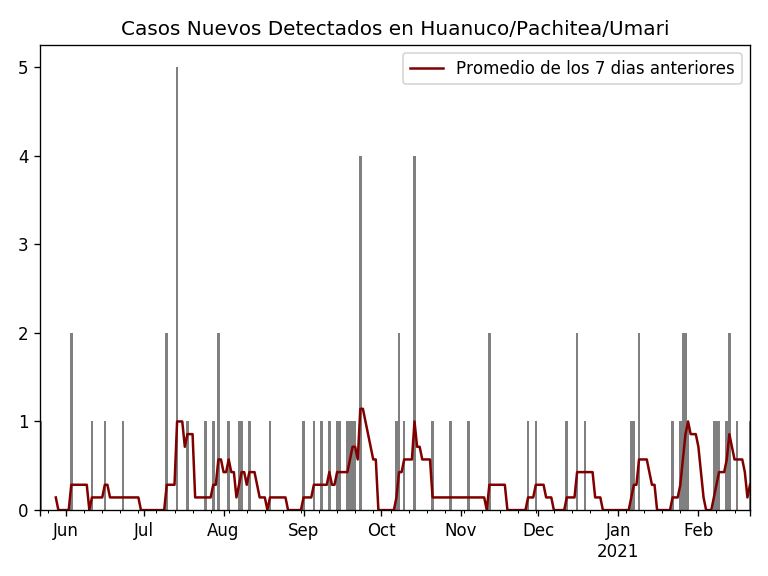 Casos Nuevos Detectados en Huanuco/Pachitea/Umari
Promedio de los 7 dias anteriores
5
4
3
2
1
0
Jun Jul Aug Sep Oct Nov Dec Jan Feb
2021